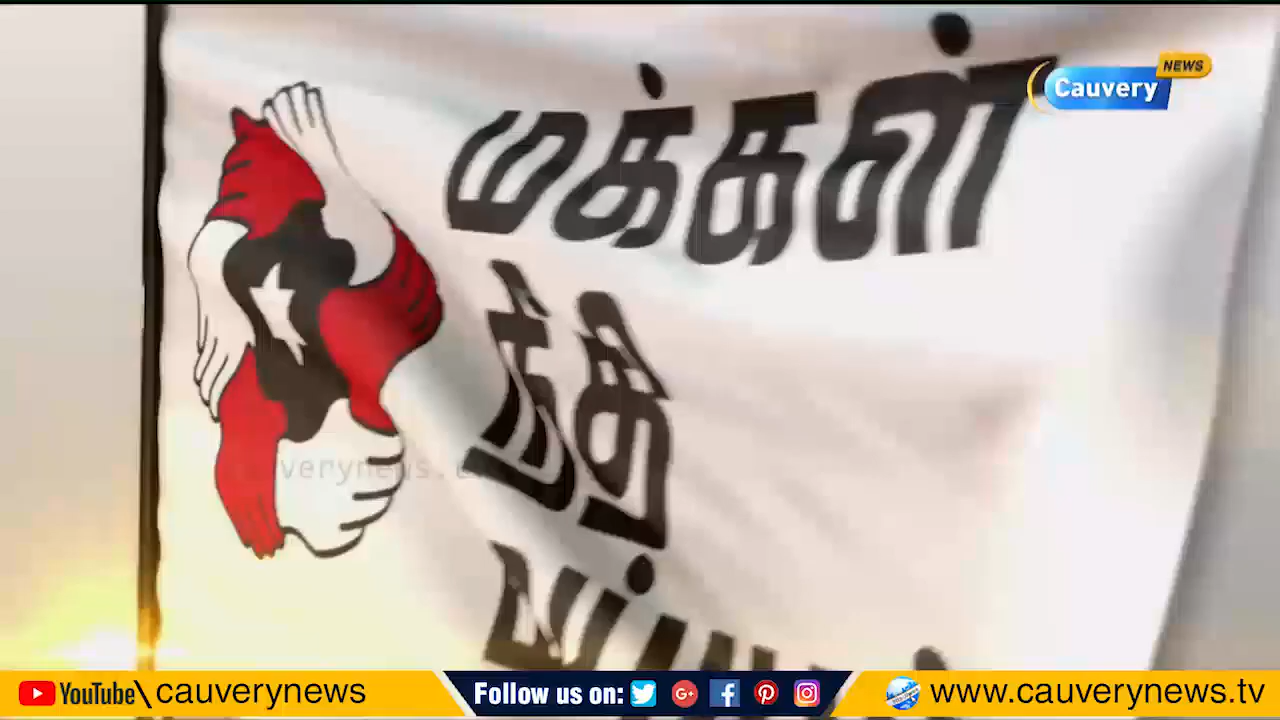 NEWS
Cauvery
மக்கள்
நீதி
YouTube\cauverynews
Follow us on:
www.cauverynews.tv